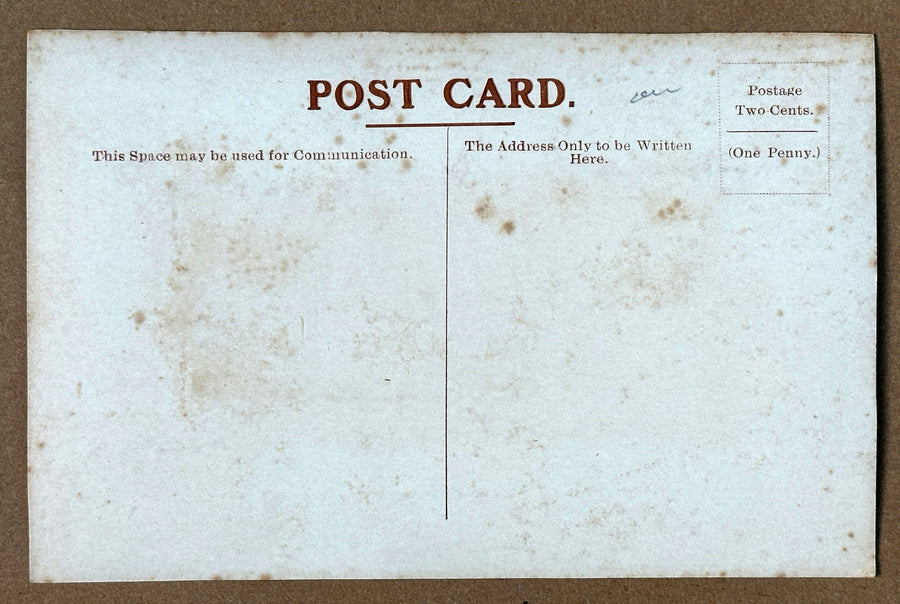 POST CARD.
This Space may be used for Communication.
The Address Only to be Written
Here.
Postage
Two Cents.
(One Penny.)